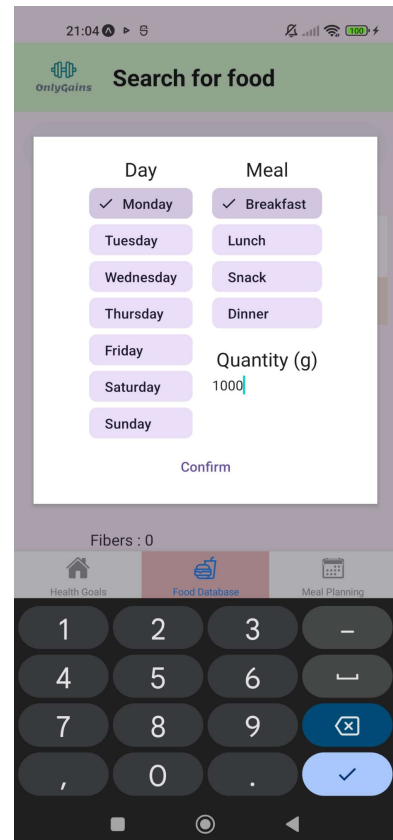 21:04
100
OnlyGains
Search for food
Day
Meal
Monday
Breakfast
Tuesday
Lunch
Wednesday
Snack
Thursday
Dinner
Friday
Quantity (g)
Saturday
1000
Sunday
Confirm
Fibers : 0
Health Goals
Food Database
Meal Planning
1 2 3 –
4 5 6
7 8 9
, 0 .